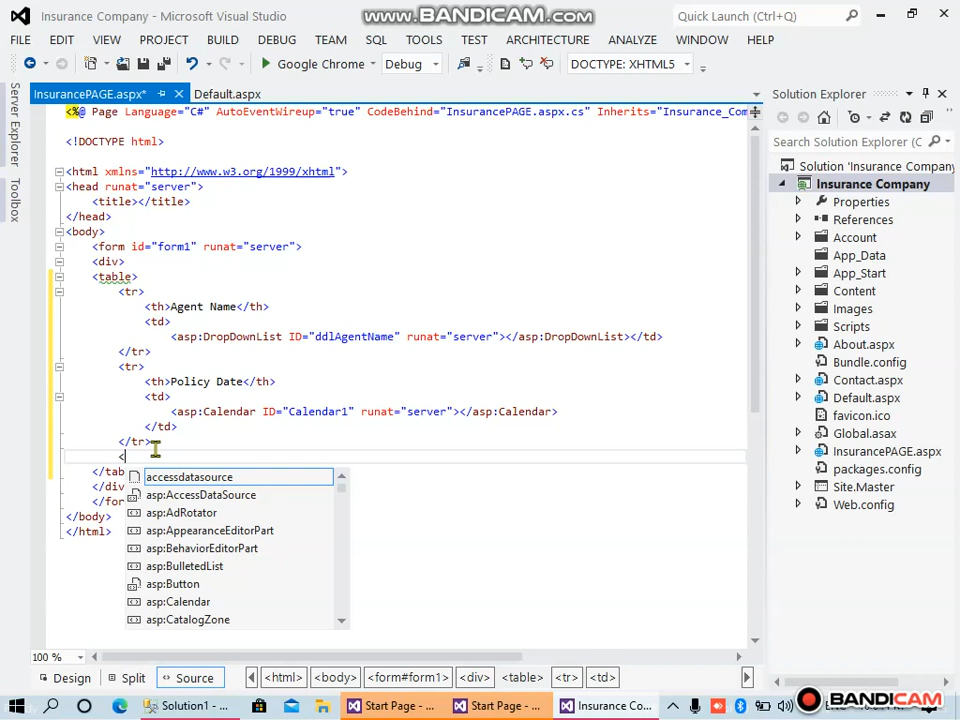 Insurance Company - Microsoft Visual Studio
www.BANDICAM.com
Quick Launch (Ctrl+Q)
FILE EDIT VIEW PROJECT BUILD DEBUG TEAM SQL TOOLS TEST ARCHITECTURE ANALYZE WINDOW HELP
Google Chrome Debug DOCTYPE: XHTML5
Server Explorer
Toolbox
InsurancePAGE.aspx* Default.aspx
<%@ Page Language="C#" AutoEventWireup="true" CodeBehind="InsurancePAGE.aspx.cs" Inherits="Insurance_Com
<!DOCTYPE html>
<html xmlns="http://www.w3.org/1999/xhtml">
<head runat="server">
<title></title>
</head>
<body>
<form id="form1" runat="server">
<div>
<table>
<tr>
<th>Agent Name</th>
<td>
<asp:DropDownList ID="ddlAgentName" runat="server"></asp:DropDownList></td>
</tr>
<tr>
<th>Policy Date</th>
<td>
<asp:Calendar ID="Calendar1" runat="server"></asp:Calendar>
</td>
</tr>
<
</tab
</div
</for
</body>
</html>
accessdatasource
asp:AccessDataSource
asp:AdRotator
asp:AppearanceEditorPart
asp:BehaviorEditorPart
asp:BulletedList
asp:Button
asp:Calendar
asp:CatalogZone
100 %
Design Split Source <html> <body> <form#form1> <div> <table> <tr> <td>
Solution Explorer
Search Solution Explorer (C
Solution 'Insurance Company
Insurance Company
Properties
References
Account
App_Data
App_Start
Content
Images
Scripts
About.aspx
Bundle.config
Contact.aspx
Default.aspx
favicon.ico
Global.asax
InsurancePAGE.aspx
packages.config
Site.Master
Web.config
Solution1 - ... Start Page - ... Start Page - ... Insurance Co...
BANDICAM